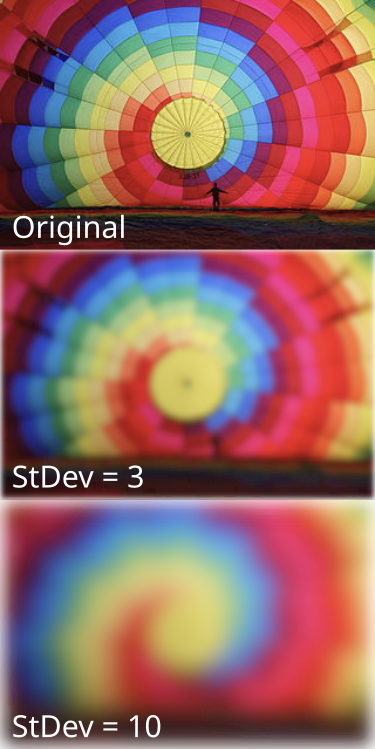 Original
StDev = 3
StDev = 10